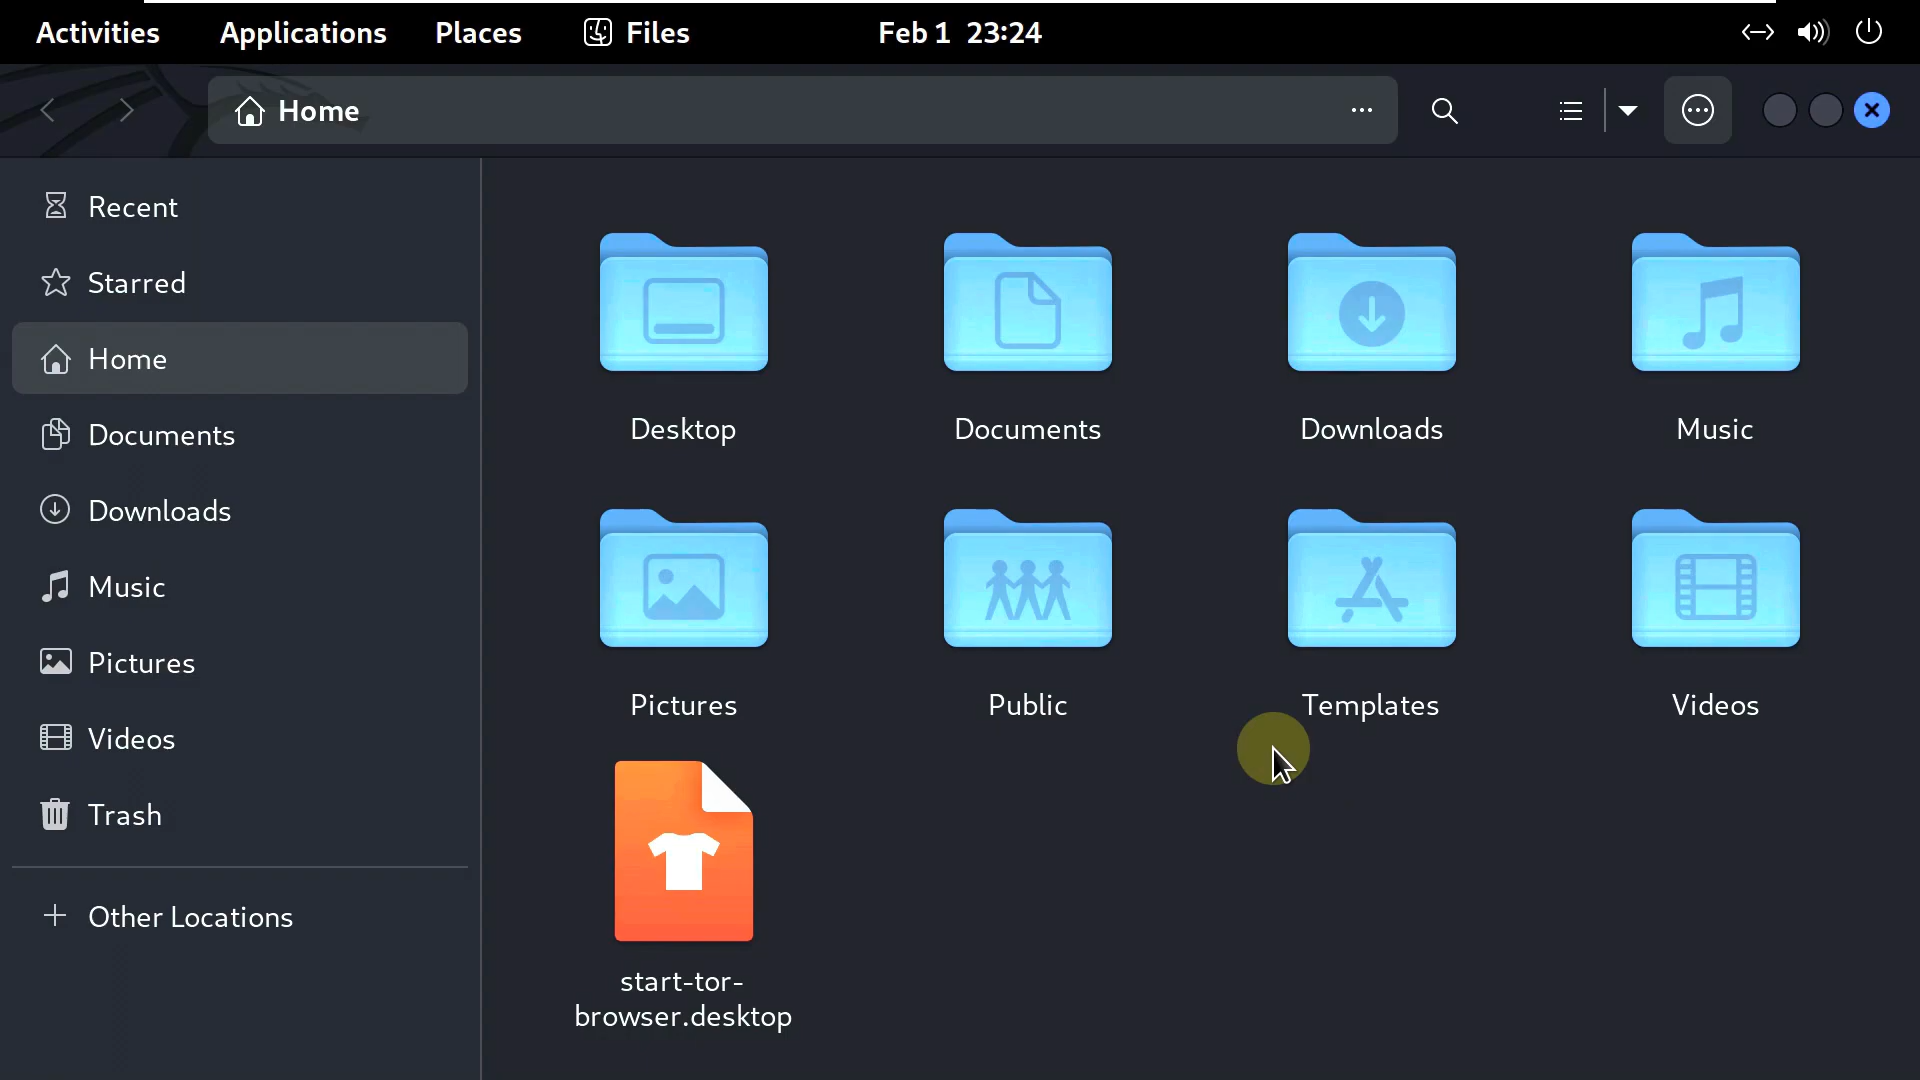 Activities Applications Places Files Feb 1 23:24
Home
Recent
Starred
Home
Documents
Downloads
Music
Pictures
Videos
Trash
Other Locations
Desktop Documents Downloads Music
Pictures Public Templates Videos
start-tor-
browser.desktop